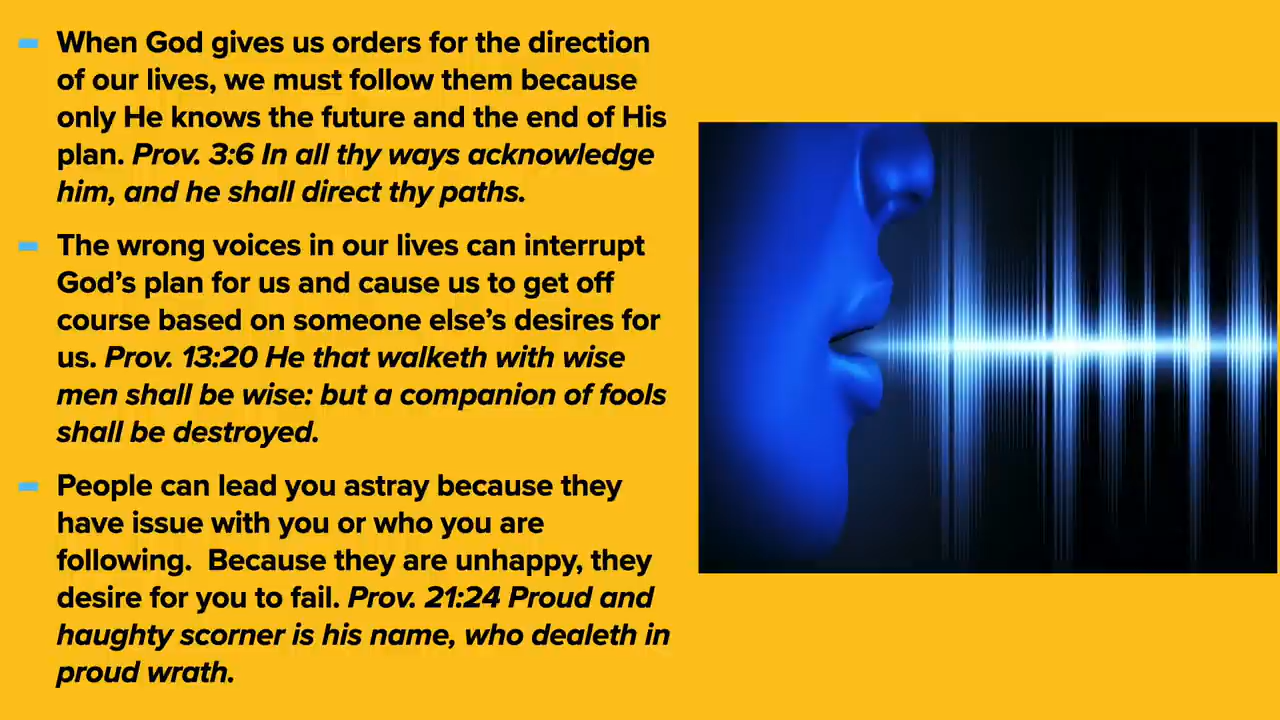 When God gives us orders for the direction
of our lives, we must follow them because
only He knows the future and the end of His
plan. Prov. 3:6 In all thy ways acknowledge
him, and he shall direct thy paths.
The wrong voices in our lives can interrupt
God’s plan for us and cause us to get off
course based on someone else’s desires for
us. Prov. 13:20 He that walketh with wise
men shall be wise: but a companion of fools
shall be destroyed.
People can lead you astray because they
have issue with you or who you are
following.  Because they are unhappy, they
desire for you to fail. Prov. 21:24 Proud and
haughty scorner is his name, who dealeth in
proud wrath.